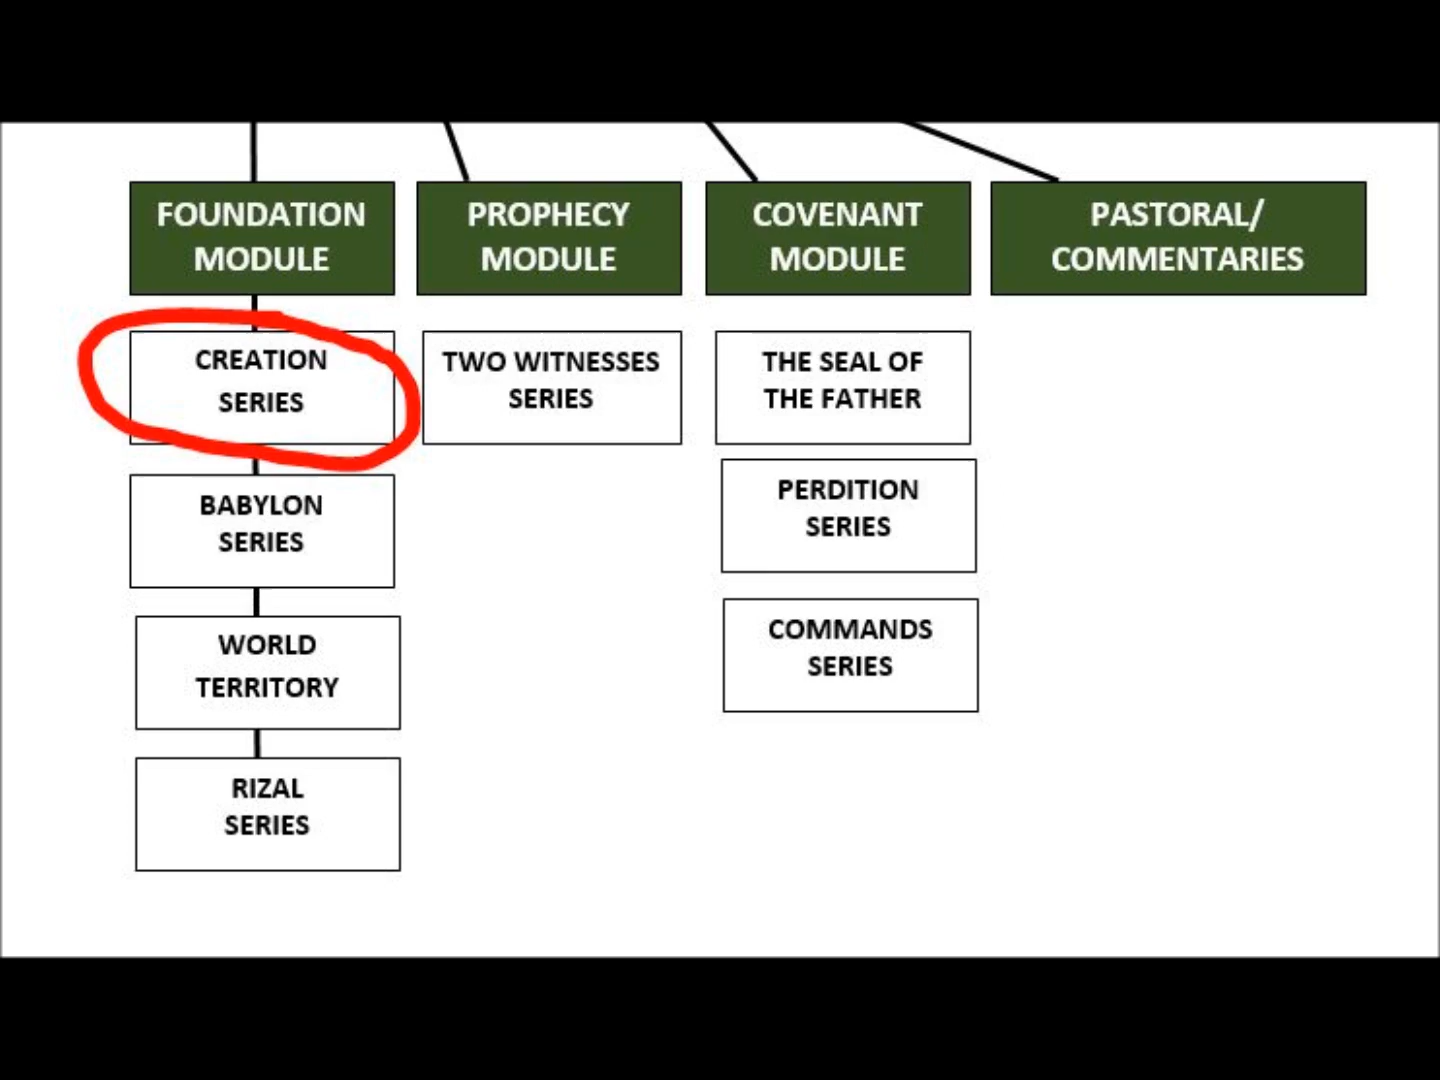 FOUNDATION
MODULE
PROPHECY
MODULE
COVENANT
MODULE
PASTORAL/
COMMENTARIES
CREATION
SERIES
TWO WITNESSES
SERIES
THE SEAL OF
THE FATHER
BABYLON
SERIES
PERDITION
SERIES
WORLD
TERRITORY
COMMANDS
SERIES
RIZAL
SERIES